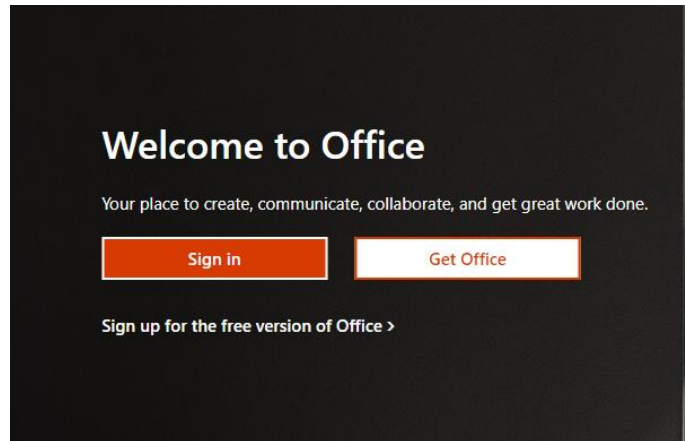 Welcome to Office
Your place to create, communicate, collaborate, and get great work done.
Sign in
Get Office
Sign up for the free version of Office >